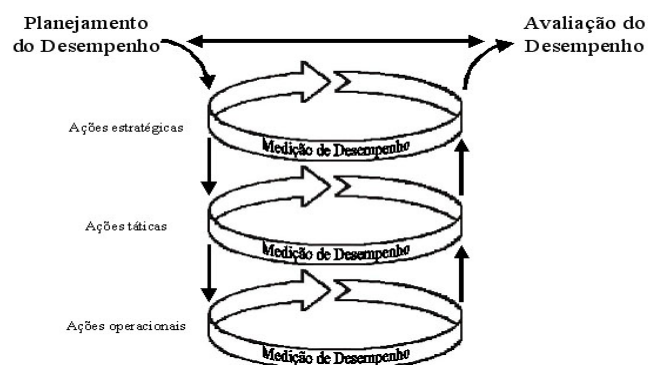 Planejamento
do Desempenho
Avaliação do
Desempenho
Ações estratégicas
Medição de Desempenho
Ações táticas
Medição de Desempenho
Ações operacionais
Medição de Desempenho